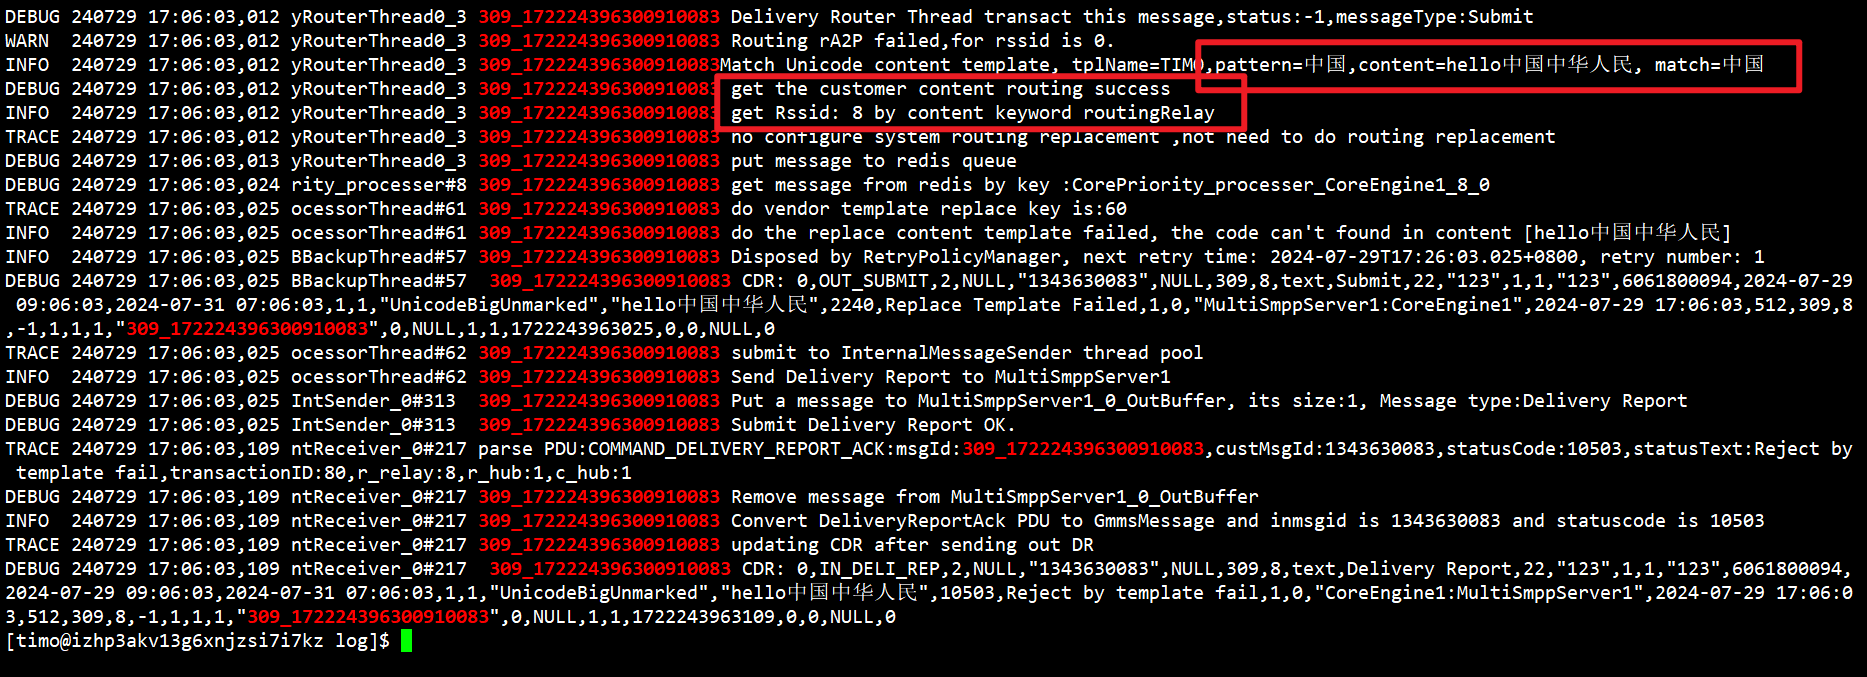 DEBUG 240729 17:06:03,012 yRouterThread0_3 309_1722243963009​10083 Delivery Router Thread transact this message,status:-1,messageType:Submit
WARN  240729 17:06:03,012 yRouterThread0_3 309_172224396300910083 Routing rA2P failed,for rssid is 0.
INFO  240729 17:06:03,012 yRouterThread0_3 309_172224396300910083Match Unicode content template, tplName=TIMO,pattern=中国,content=hello中国中华人民, match=中国
DEBUG 240729 17:06:03,012 yRouterThread0_3 309_172224396300910083 get the customer content routing success
INFO  240729 17:06:03,012 yRouterThread0_3 309_172224396300910083 get Rssid: 8 by content keyword routingRelay
TRACE 240729 17:06:03,012 yRouterThread0_3 309_172224396300910083 no configure system routing replacement ,not need to do routing replacement
DEBUG 240729 17:06:03,013 yRouterThread0_3 309_172224396300910083 put message to redis queue
DEBUG 240729 17:06:03,024 rity_processer#8 309_172224396300910083 get message from redis by key :CorePriority_processer_CoreEngine1_8_0
TRACE 240729 17:06:03,025 ocessorThread#61 309_172224396300910083 do vendor template replace key is:60
INFO  240729 17:06:03,025 ocessorThread#61 309_172224396300910083 do the replace content template failed, the code can't found in content [hello中国中华人民]
INFO  240729 17:06:03,025 BBackupThread#57 309_172224396300910083 Disposed by RetryPolicyManager, next retry time: 2024-07-29T17:26:03.025+0800, retry number: 1
DEBUG 240729 17:06:03,025 BBackupThread#57  309_172224396300910083 CDR: 0,OUT_SUBMIT,2,NULL,"1343630083",NULL,309,8,text,Submit,22,"123",1,1,"123",6061800094,2024-07-29
09:06:03,2024-07-31 07:06:03,1,1,"UnicodeBigUnmarked","hello中国中华人民",2240,Replace Template Failed,1,0,"MultiSmppServer1:CoreEngine1",2024-07-29 17:06:03,512,309,8
,-1,1,1,1,"309_172224396300910083",0,NULL,1,1,1722243963025,0,0,NULL,0
TRACE 240729 17:06:03,025 ocessorThread#62 309_172224396300910083 submit to InternalMessageSender thread pool
INFO  240729 17:06:03,025 ocessorThread#62 309_172224396300910083 Send Delivery Report to MultiSmppServer1
DEBUG 240729 17:06:03,025 IntSender_0#313  309_172224396300910083 Put a message to MultiSmppServer1_0_OutBuffer, its size:1, Message type:Delivery Report
DEBUG 240729 17:06:03,025 IntSender_0#313  309_172224396300910083 Submit Delivery Report OK.
TRACE 240729 17:06:03,109 ntReceiver_0#217 parse PDU:COMMAND_DELIVERY_REPORT_ACK:msgId:309_172224396300910083,custMsgId:1343630083,statusCode:10503,statusText:Reject by
template fail,transactionID:80,r_relay:8,r_hub:1,c_hub:1
DEBUG 240729 17:06:03,109 ntReceiver_0#217 309_172224396300910083 Remove message from MultiSmppServer1_0_OutBuffer
INFO  240729 17:06:03,109 ntReceiver_0#217 309_172224396300910083 Convert DeliveryReportAck PDU to GmmsMessage and inmsgid is 1343630083 and statuscode is 10503
TRACE 240729 17:06:03,109 ntReceiver_0#217 309_172224396300910083 updating CDR after sending out DR
DEBUG 240729 17:06:03,109 ntReceiver_0#217  309_172224396300910083 CDR: 0,IN_DELI_REP,2,NULL,"1343630083",NULL,309,8,text,Delivery Report,22,"123",1,1,"123",6061800094,
2024-07-29 09:06:03,2024-07-31 07:06:03,1,1,"UnicodeBigUnmarked","hello中国中华人民",10503,Reject by template fail,1,0,"CoreEngine1:MultiSmppServer1",2024-07-29 17:06:0
3,512,309,8,-1,1,1,1,"309_172224396300910083",0,NULL,1,1,1722243963109,0,0,NULL,0
[timo@izhp3akv13g6xnjzsi7i7kz log]$